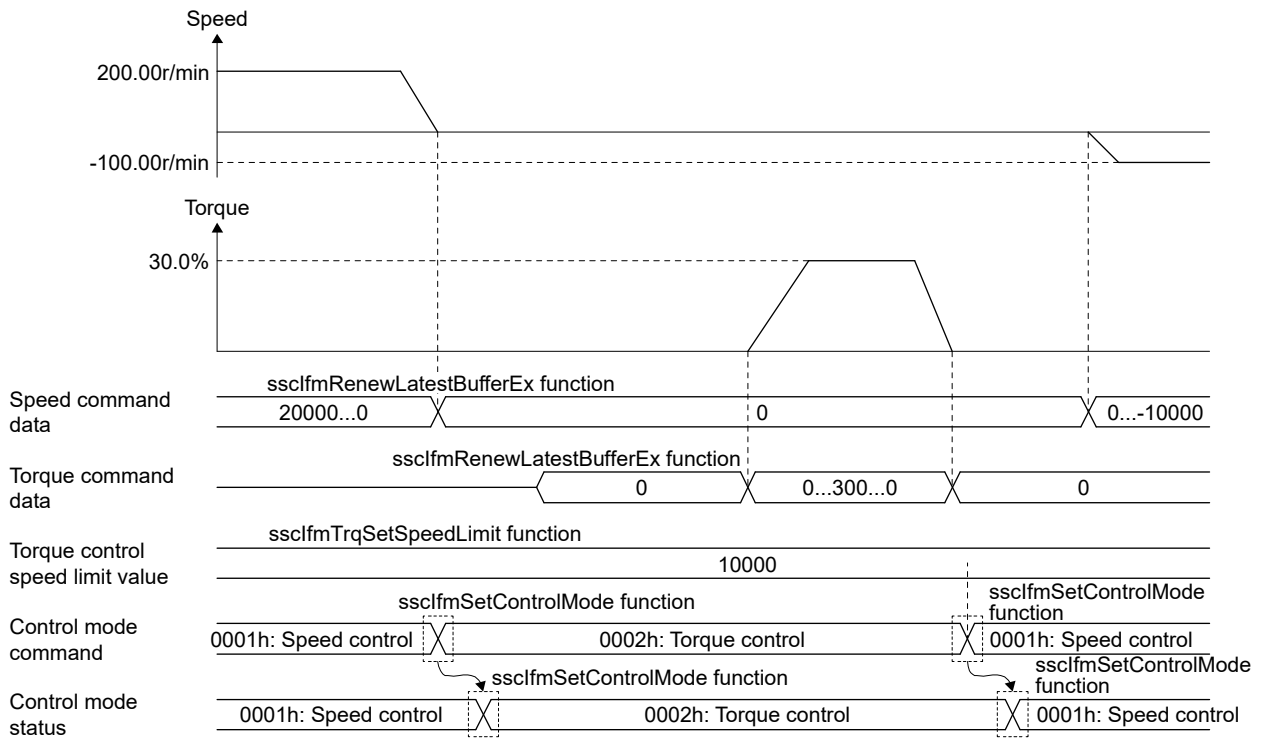 Speed
200.00r/min
-100.00r/min
Torque
30.0%
sscIfmRenewLatestBufferEx function
Speed command
data
20000...0
0
0...-10000
sscIfmRenewLatestBufferEx function
Torque command
data
0
0...300...0
0
sscIfmTrqSetSpeedLimit function
Torque control
speed limit value
10000
sscIfmSetControlMode function
sscIfmSetControlMode
function
Control mode
command
0001h: Speed control
0002h: Torque control
0001h: Speed control
sscIfmSetControlMode function
sscIfmSetControlMode
function
Control mode
status
0001h: Speed control
0002h: Torque control
0001h: Speed control